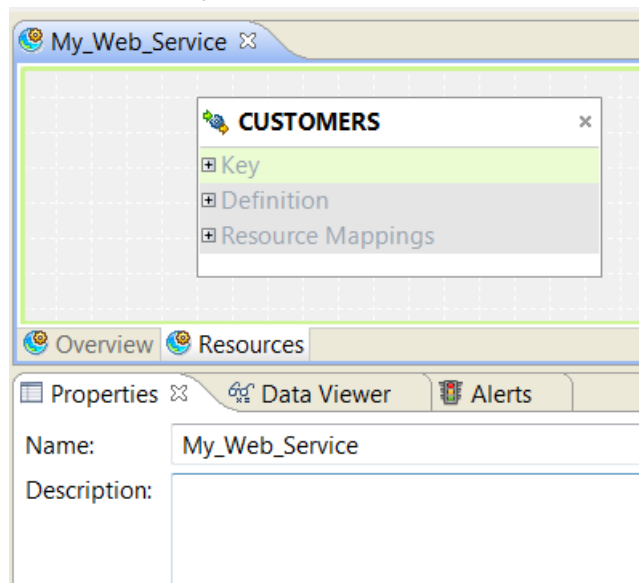 My_Web_Service
CUSTOMERS
Key
Definition
Resource Mappings
Overview Resources
Properties Data Viewer Alerts
Name: My_Web_Service
Description: